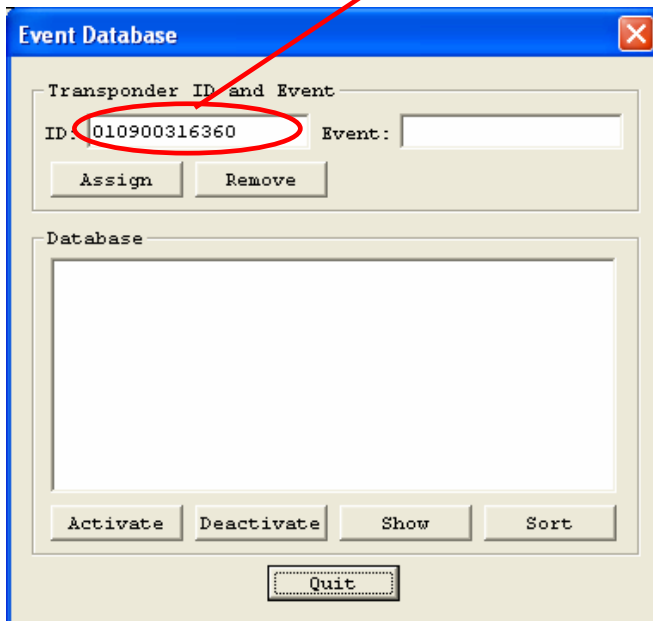 Event Database
Transponder ID and Event
ID: 010900316360 Event:
Assign Remove
Database
Activate Deactivate Show Sort
Quit